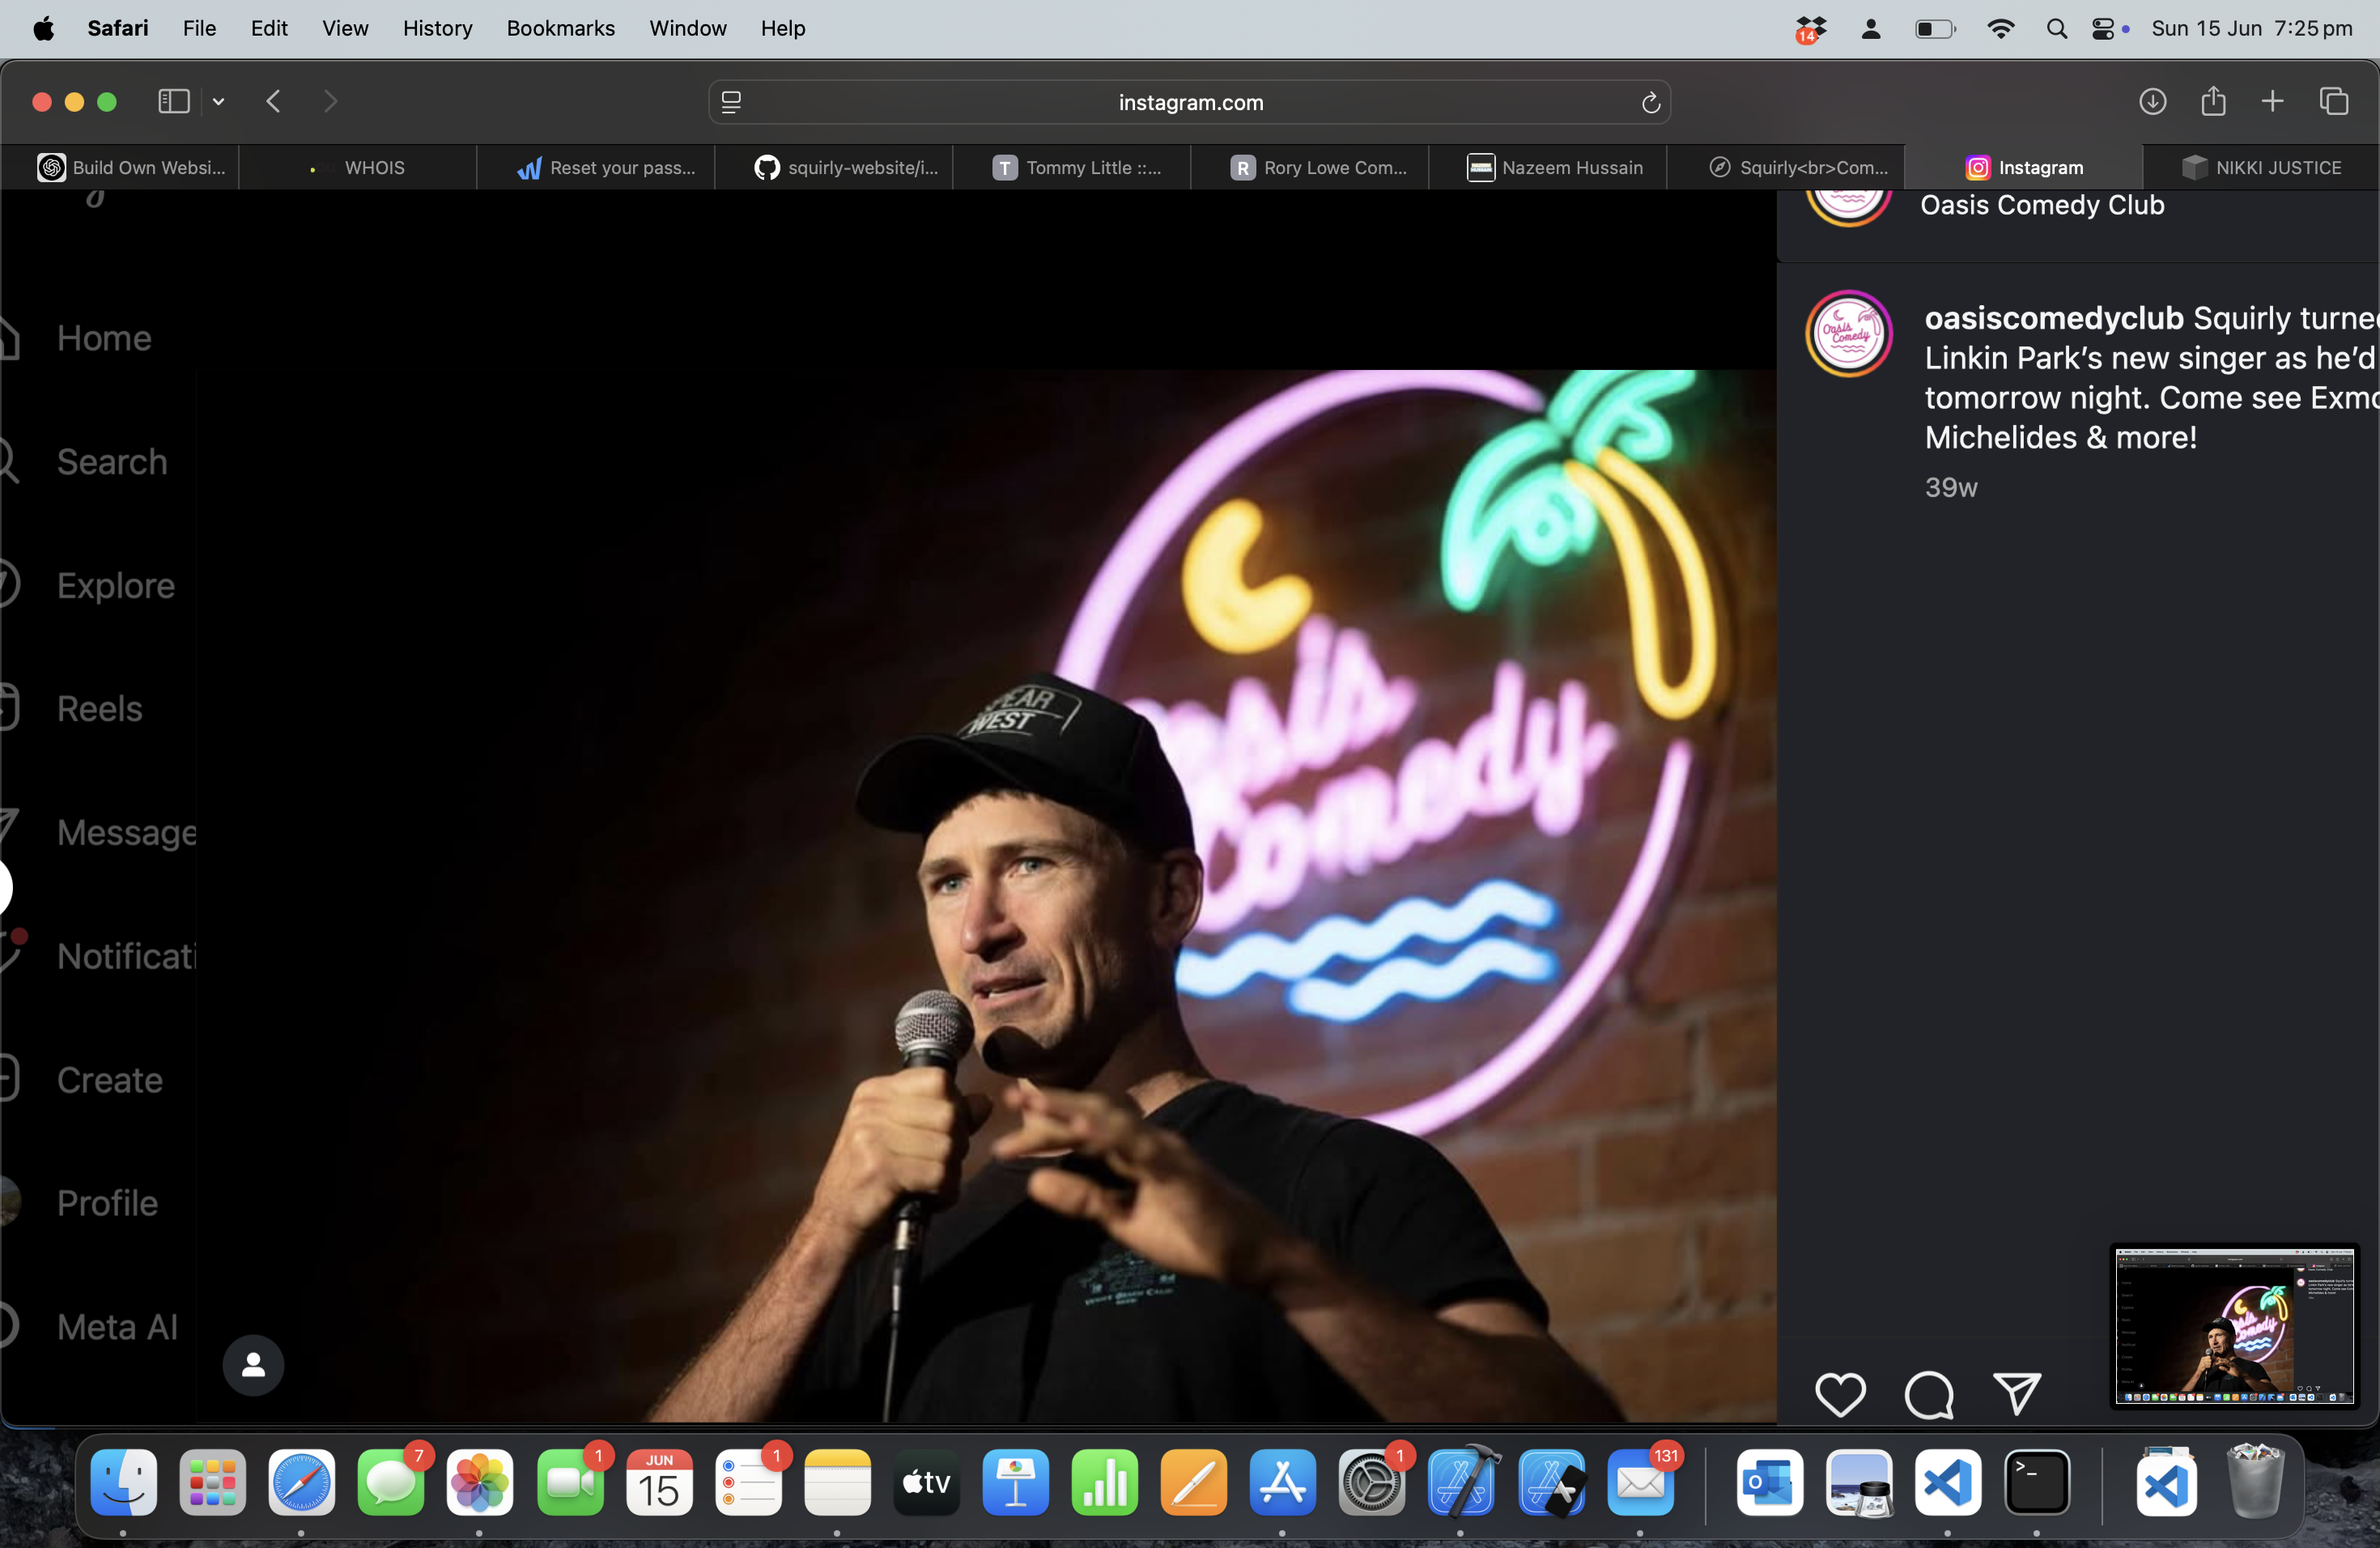 Safari File Edit View History Bookmarks Window Help 14 Sun 15 Jun 7:25 pm
instagram.com
Build Own Websi... WHOIS Reset your pass... squirly-website/i... T Tommy Little ::... R Rory Lowe Com... Nazeem Hussain Squirly<br>Com... Instagram NIKKI JUSTICE
Oasis Comedy Club
Home
Search
Explore
Reels
Message
Notificati
Create
Profile
Meta AI
Oasis
Comedy
oasiscomedyclub Squirly turne
Linkin Park's new singer as he'd
tomorrow night. Come see Exmo
Michelides & more!
39w
WEST
Comedy
7 1 JUN 15 1 tv 1 131 O >_